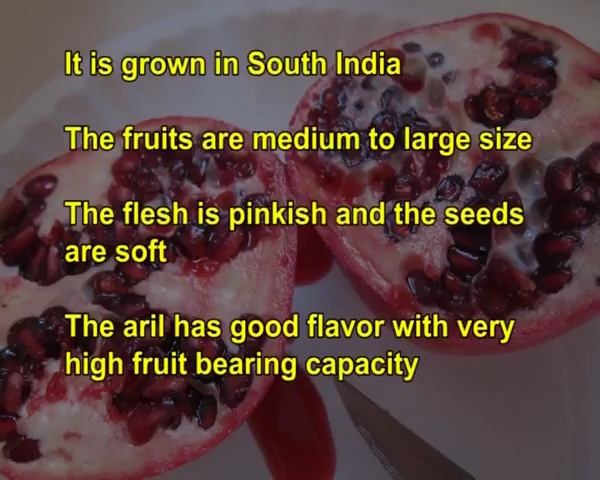 It is grown in South India
The fruits are medium to large size
The flesh is pinkish and the seeds
are soft
The aril has good flavor with very
high fruit bearing capacity